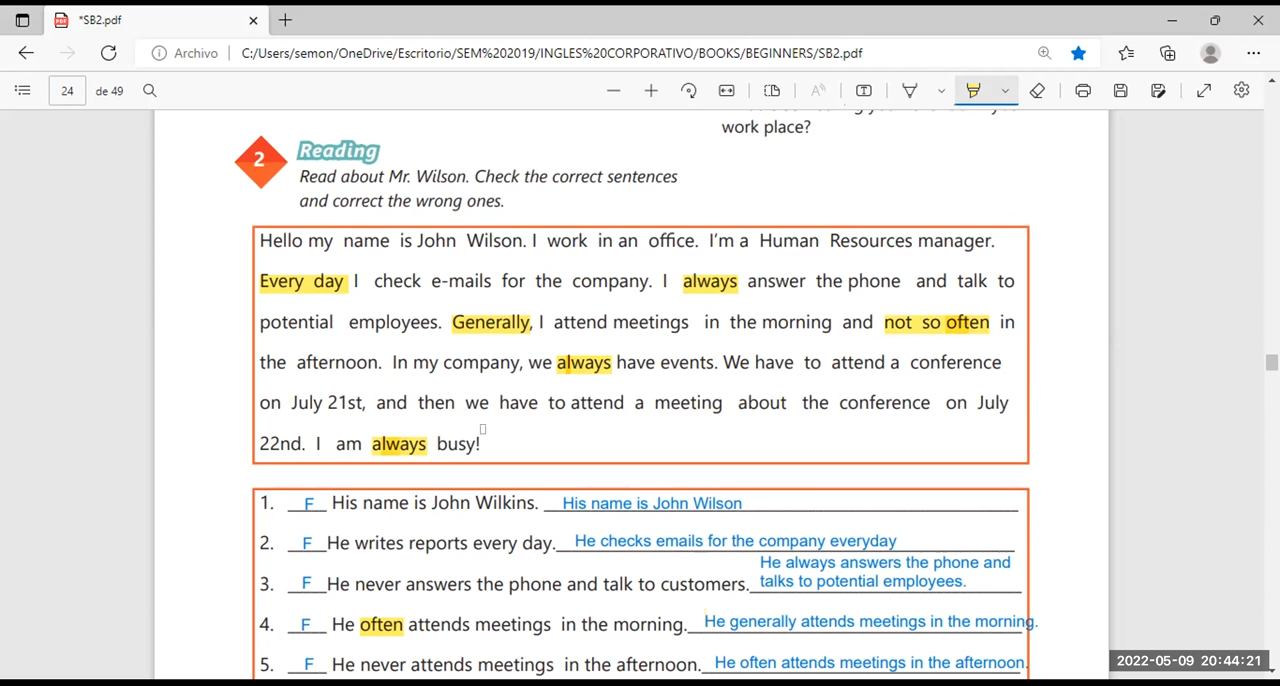 *SB2.pdf
Archivo
C:/Users/semon/OneDrive/Escritorio/SEM%202019/INGLES%20CORPORATIVO/BOOKS/BEGINNERS/SB2.pdf
24 de 49
work place?
2 Reading
Read about Mr. Wilson. Check the correct sentences
and correct the wrong ones.
Hello my name is John Wilson. I work in an office. I'm a Human Resources manager.
Every day I check e-mails for the company. I always answer the phone and talk to
potential employees. Generally, I attend meetings in the morning and not so often in
the afternoon. In my company, we always have events. We have to attend a conference
on July 21st, and then we have to attend a meeting about the conference on July
22nd. I am always busy!
1. __F__ His name is John Wilkins. His name is John Wilson
2. __F__ He writes reports every day. He checks emails for the company everyday
3. __F__ He never answers the phone and talk to customers. He always answers the phone and
talks to potential employees.
4. __F__ He often attends meetings in the morning. He generally attends meetings in the morning.
5. __F__ He never attends meetings in the afternoon. He often attends meetings in the afternoon.
2022-05-09 20:44:21